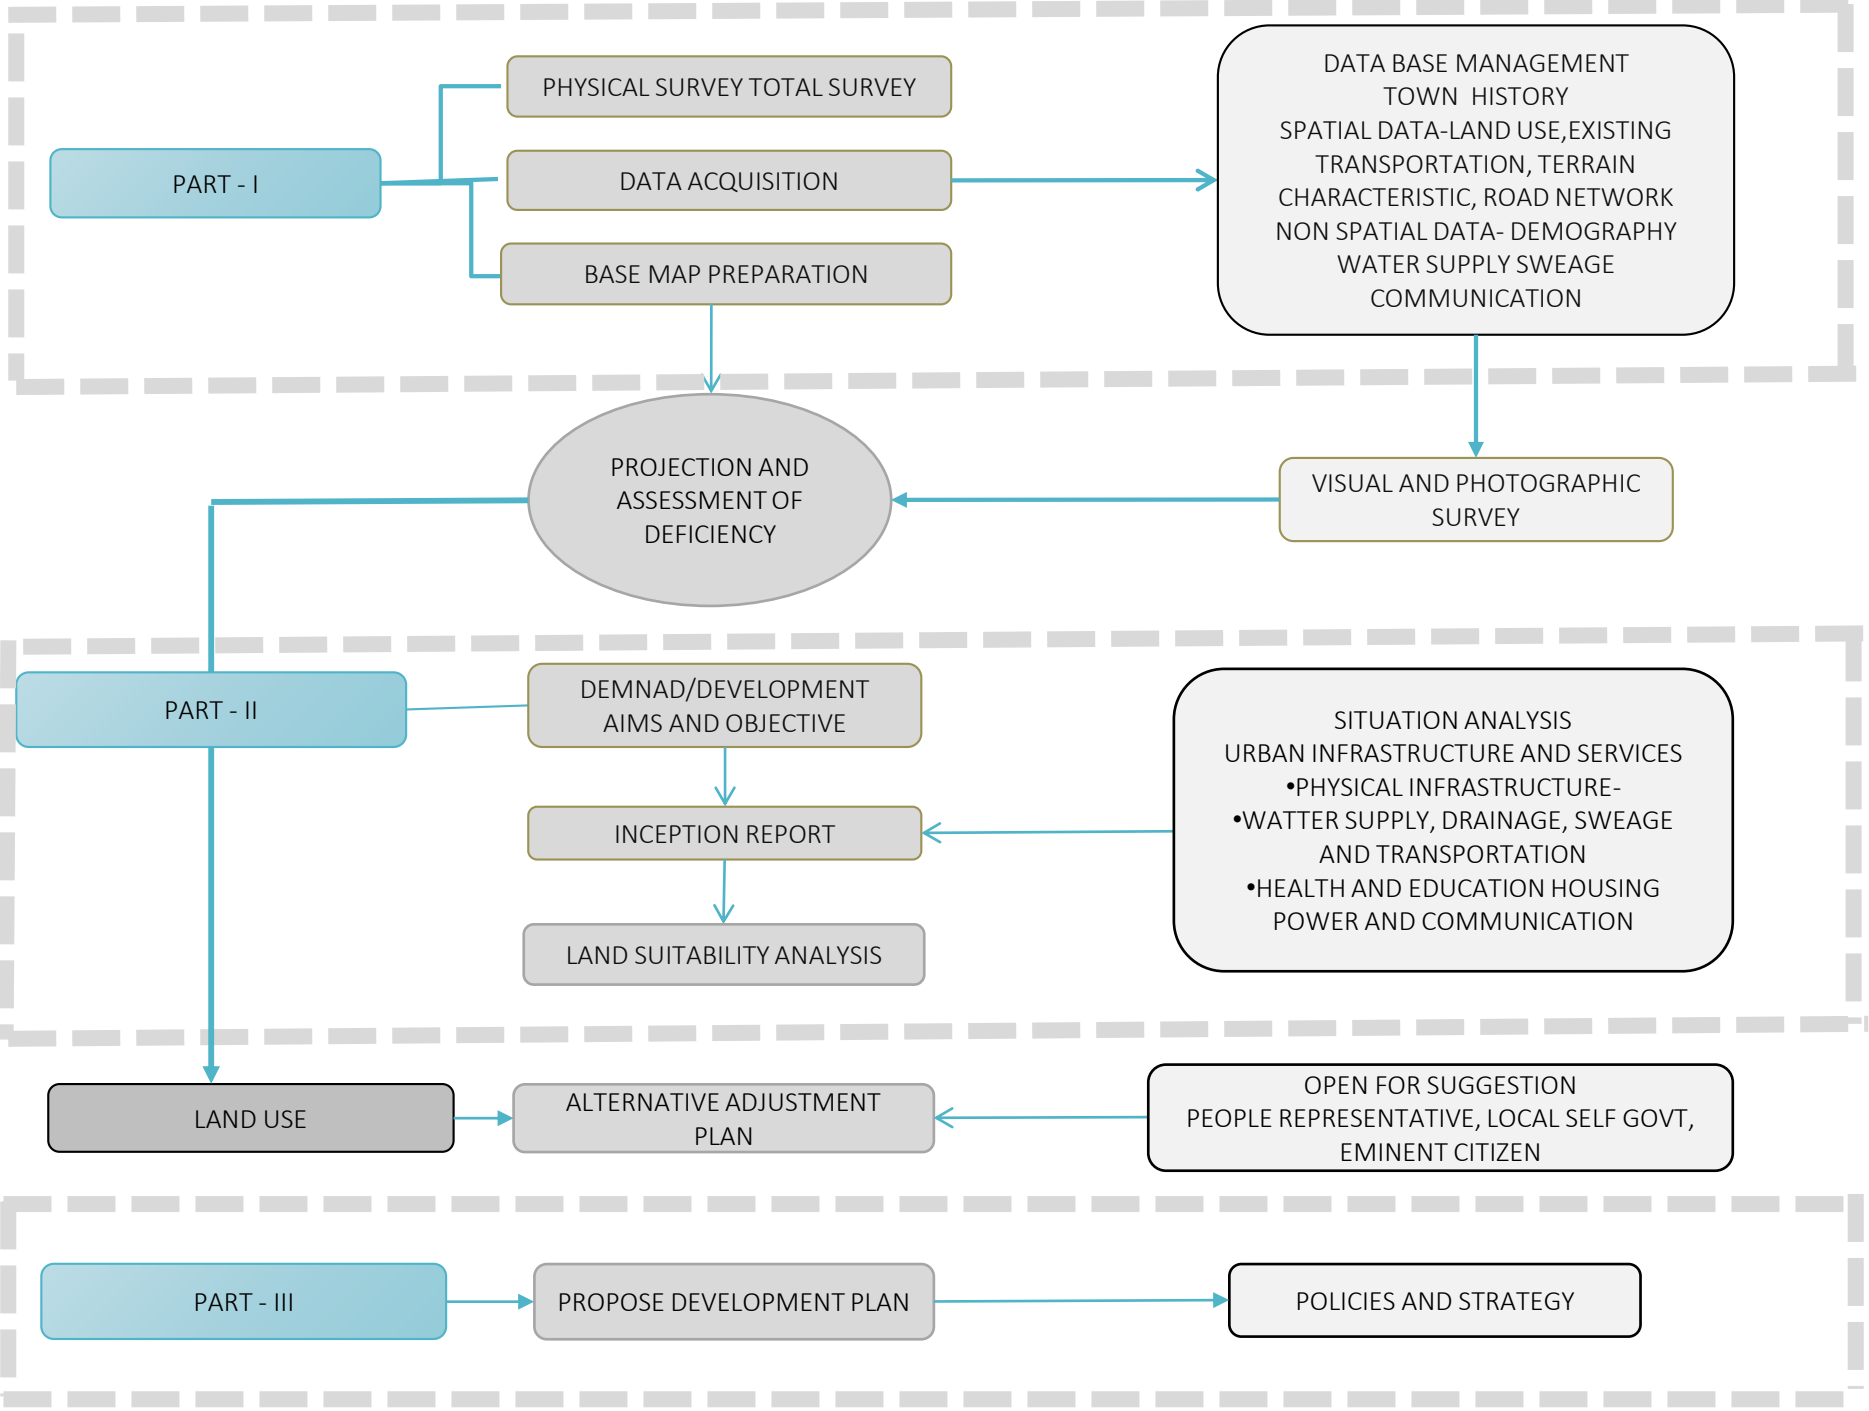 PHYSICAL SURVEY TOTAL SURVEY
PART - I
DATA ACQUISITION
BASE MAP PREPARATION
DATA BASE MANAGEMENT
TOWN HISTORY
SPATIAL DATA-LAND USE,EXISTING
TRANSPORTATION, TERRAIN
CHARACTERISTIC, ROAD NETWORK
NON SPATIAL DATA- DEMOGRAPHY
WATER SUPPLY SWEAGE
COMMUNICATION
PROJECTION AND
ASSESSMENT OF
DEFICIENCY
VISUAL AND PHOTOGRAPHIC
SURVEY
PART - II
DEMNAD/DEVELOPMENT
AIMS AND OBJECTIVE
INCEPTION REPORT
LAND SUITABILITY ANALYSIS
SITUATION ANALYSIS
URBAN INFRASTRUCTURE AND SERVICES
•PHYSICAL INFRASTRUCTURE-
•WATTER SUPPLY, DRAINAGE, SWEAGE
AND TRANSPORTATION
•HEALTH AND EDUCATION HOUSING
POWER AND COMMUNICATION
LAND USE
ALTERNATIVE ADJUSTMENT
PLAN
OPEN FOR SUGGESTION
PEOPLE REPRESENTATIVE, LOCAL SELF GOVT,
EMINENT CITIZEN
PART - III
PROPOSE DEVELOPMENT PLAN
POLICIES AND STRATEGY